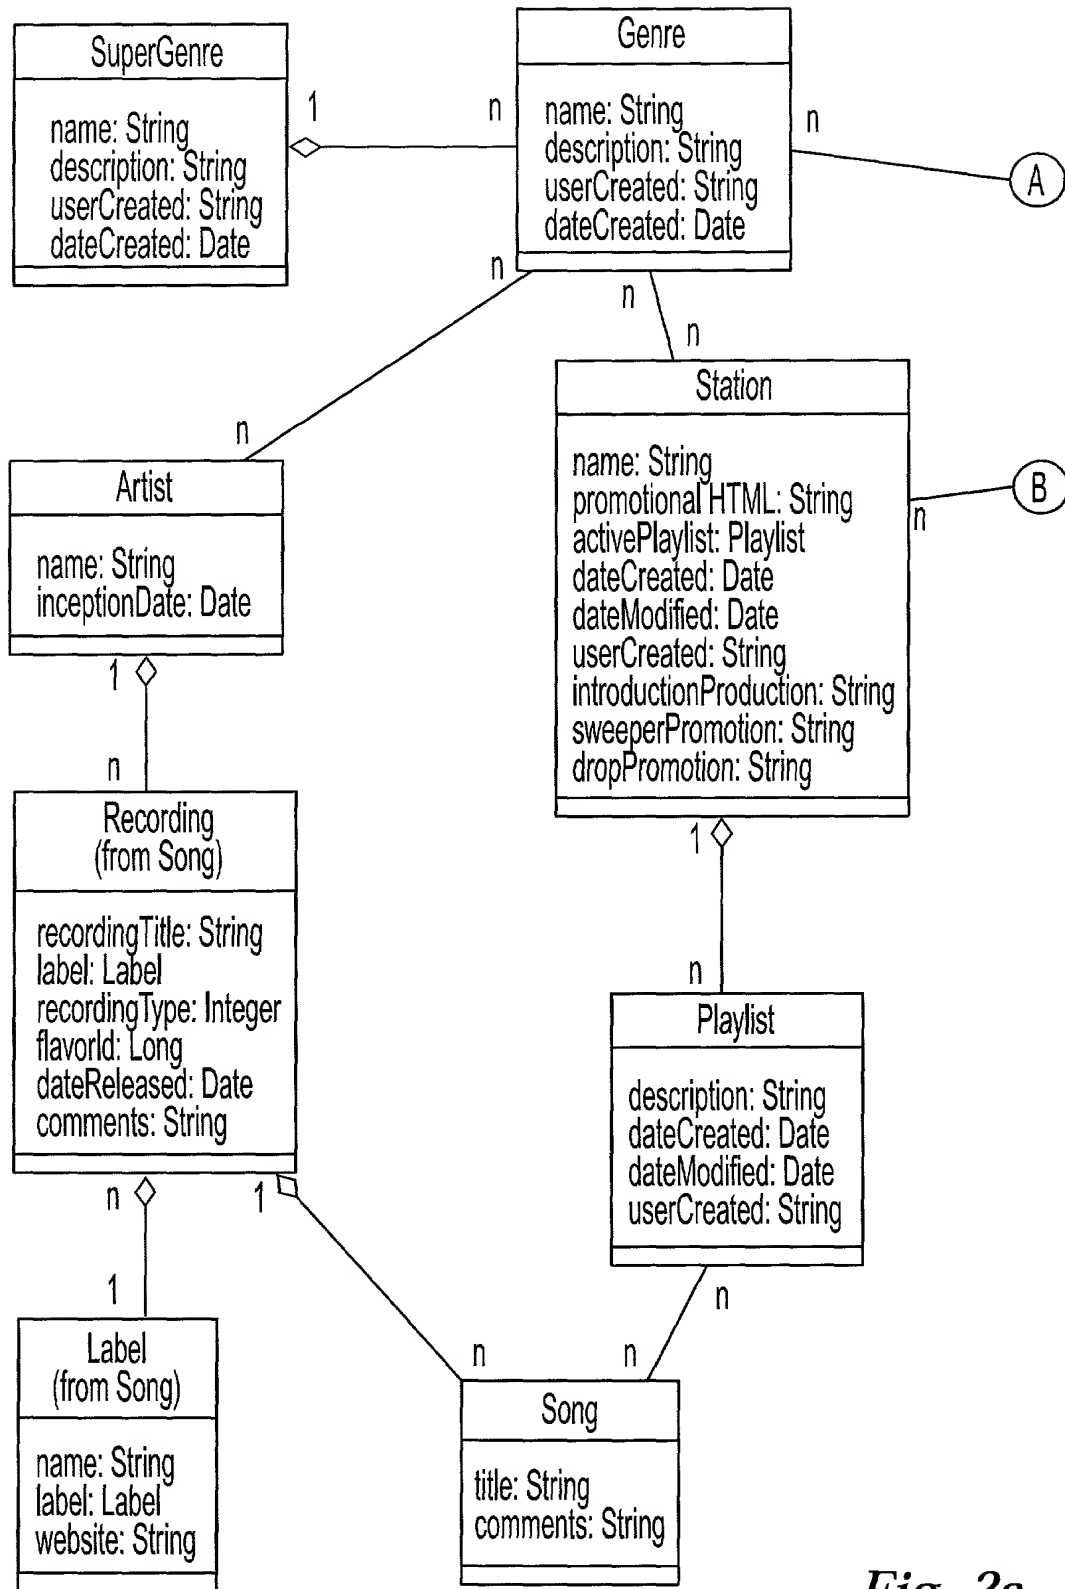 SuperGenre
name: String
description: String
userCreated: String
dateCreated: Date
1
n
Genre
name: String
description: String
userCreated: String
dateCreated: Date
n
A
n
n
n
n
Station
name: String
promotional HTML: String
activePlaylist: Playlist
dateCreated: Date
dateModified: Date
userCreated: String
introductionProduction: String
sweeperPromotion: String
dropPromotion: String
B
n
Artist
name: String
inceptionDate: Date
1
n
Recording
(from Song)
recordingTitle: String
label: Label
recordingType: Integer
flavorId: Long
dateReleased: Date
comments: String
1
n
Playlist
description: String
dateCreated: Date
dateModified: Date
userCreated: String
n
1
1
n
n
n
Label
(from Song)
name: String
label: Label
website: String
Song
title: String
comments: String